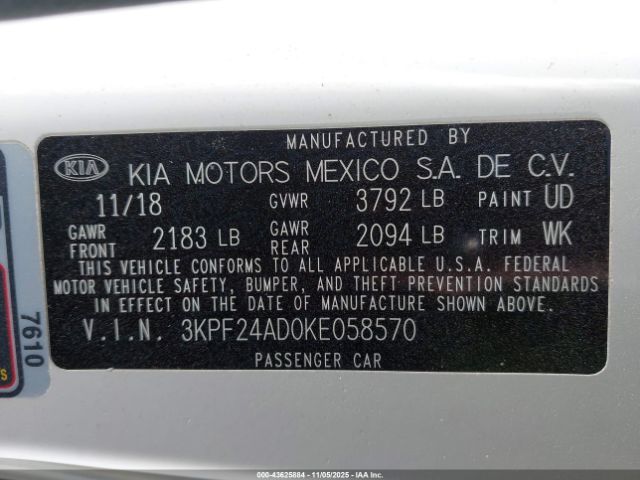 MANUFACTURED BY
KIA KIA MOTORS MEXICO S.A. DE C.V.
11/18 GVWR 3792 LB PAINT UD
GAWR FRONT 2183 LB GAWR REAR 2094 LB TRIM WK
THIS VEHICLE CONFORMS TO ALL APPLICABLE U.S.A. FEDERAL
MOTOR VEHICLE SAFETY, BUMPER, AND THEFT PREVENTION STANDARDS
IN EFFECT ON THE DATE OF MANUFACTURE SHOWN ABOVE.
V.I.N. 3KPF24AD0KE058570
PASSENGER CAR
7610
000-43625884 - 11/05/2025 - IAAI.COM